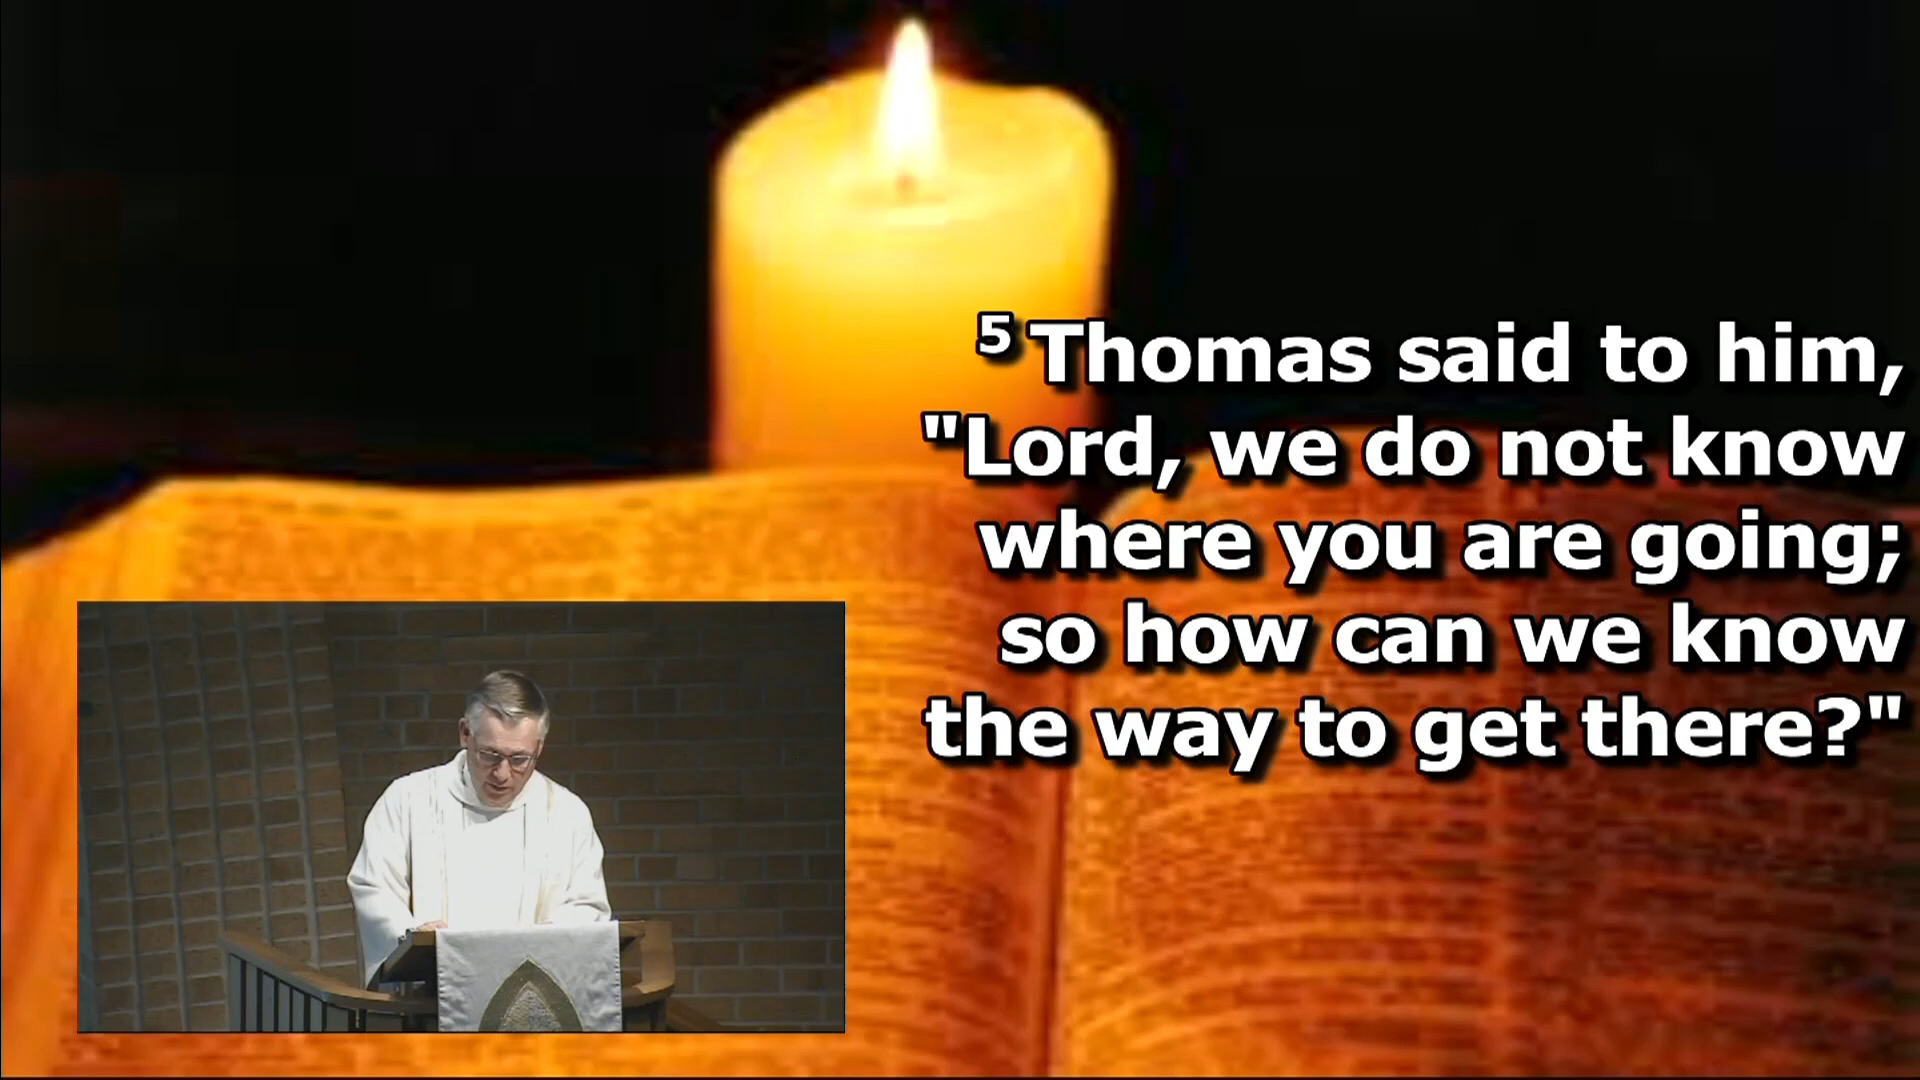 5 Thomas said to him,
"Lord, we do not know
where you are going;
so how can we know
the way to get there?"